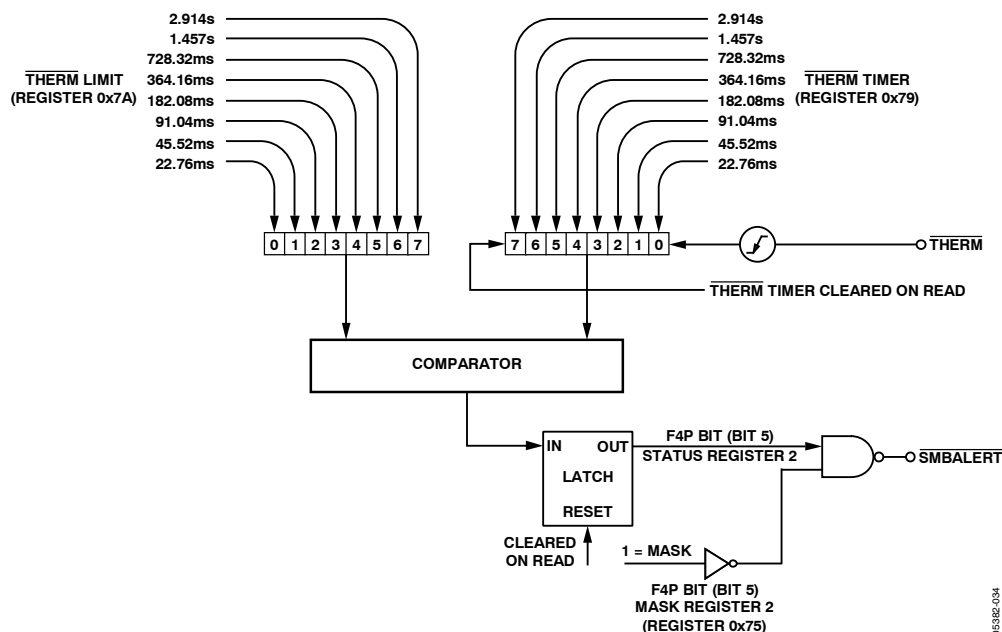 2.914s
1.457s
728.32ms
364.16ms
182.08ms
91.04ms
45.52ms
22.76ms
THERM LIMIT
(REGISTER 0x7A)
2.914s
1.457s
728.32ms
364.16ms
182.08ms
91.04ms
45.52ms
22.76ms
THERM TIMER
(REGISTER 0x79)
0 1 2 3 4 5 6 7
7 6 5 4 3 2 1 0
THERM
THERM TIMER CLEARED ON READ
COMPARATOR
IN OUT
LATCH
RESET
F4P BIT (BIT 5)
STATUS REGISTER 2
SMBALERT
CLEARED
ON READ
1 = MASK
F4P BIT (BIT 5)
MASK REGISTER 2
(REGISTER 0x75)
05382-034